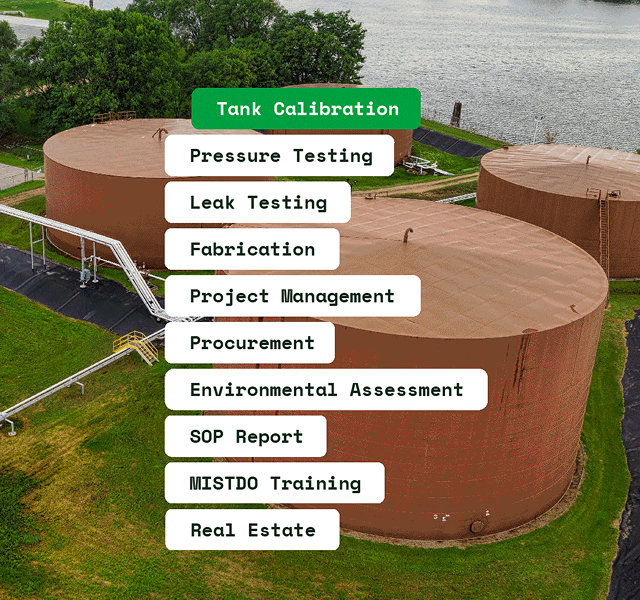 Tank Calibration
Pressure Testing
Leak Testing
Fabrication
Project Management
Procurement
Environmental Assessment
SOP Report
MISTDO Training
Real Estate